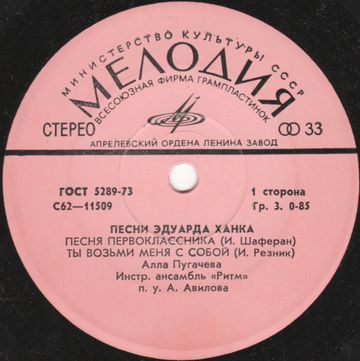 МИНИСТЕРСТВО КУЛЬТУРЫ СССР
МЕЛОДИЯ
ВСЕСОЮЗНАЯ ФИРМА ГРАМПЛАСТИНОК
СТЕРЕО
33
АПРЕЛЕВСКИЙ ОРДЕНА ЛЕНИНА ЗАВОД
ГОСТ 5289-73
1 сторона
С62—11509
Гр. 3. 0-85
ПЕСНИ ЭДУАРДА ХАНКА
ПЕСНЯ ПЕРВОКЛАССНИКА (И. Шаферан)
ТЫ ВОЗЬМИ МЕНЯ С СОБОЙ (И. Резник)
Алла Пугачева
Инстр. ансамбль «Ритм»
п. у А. Авилова